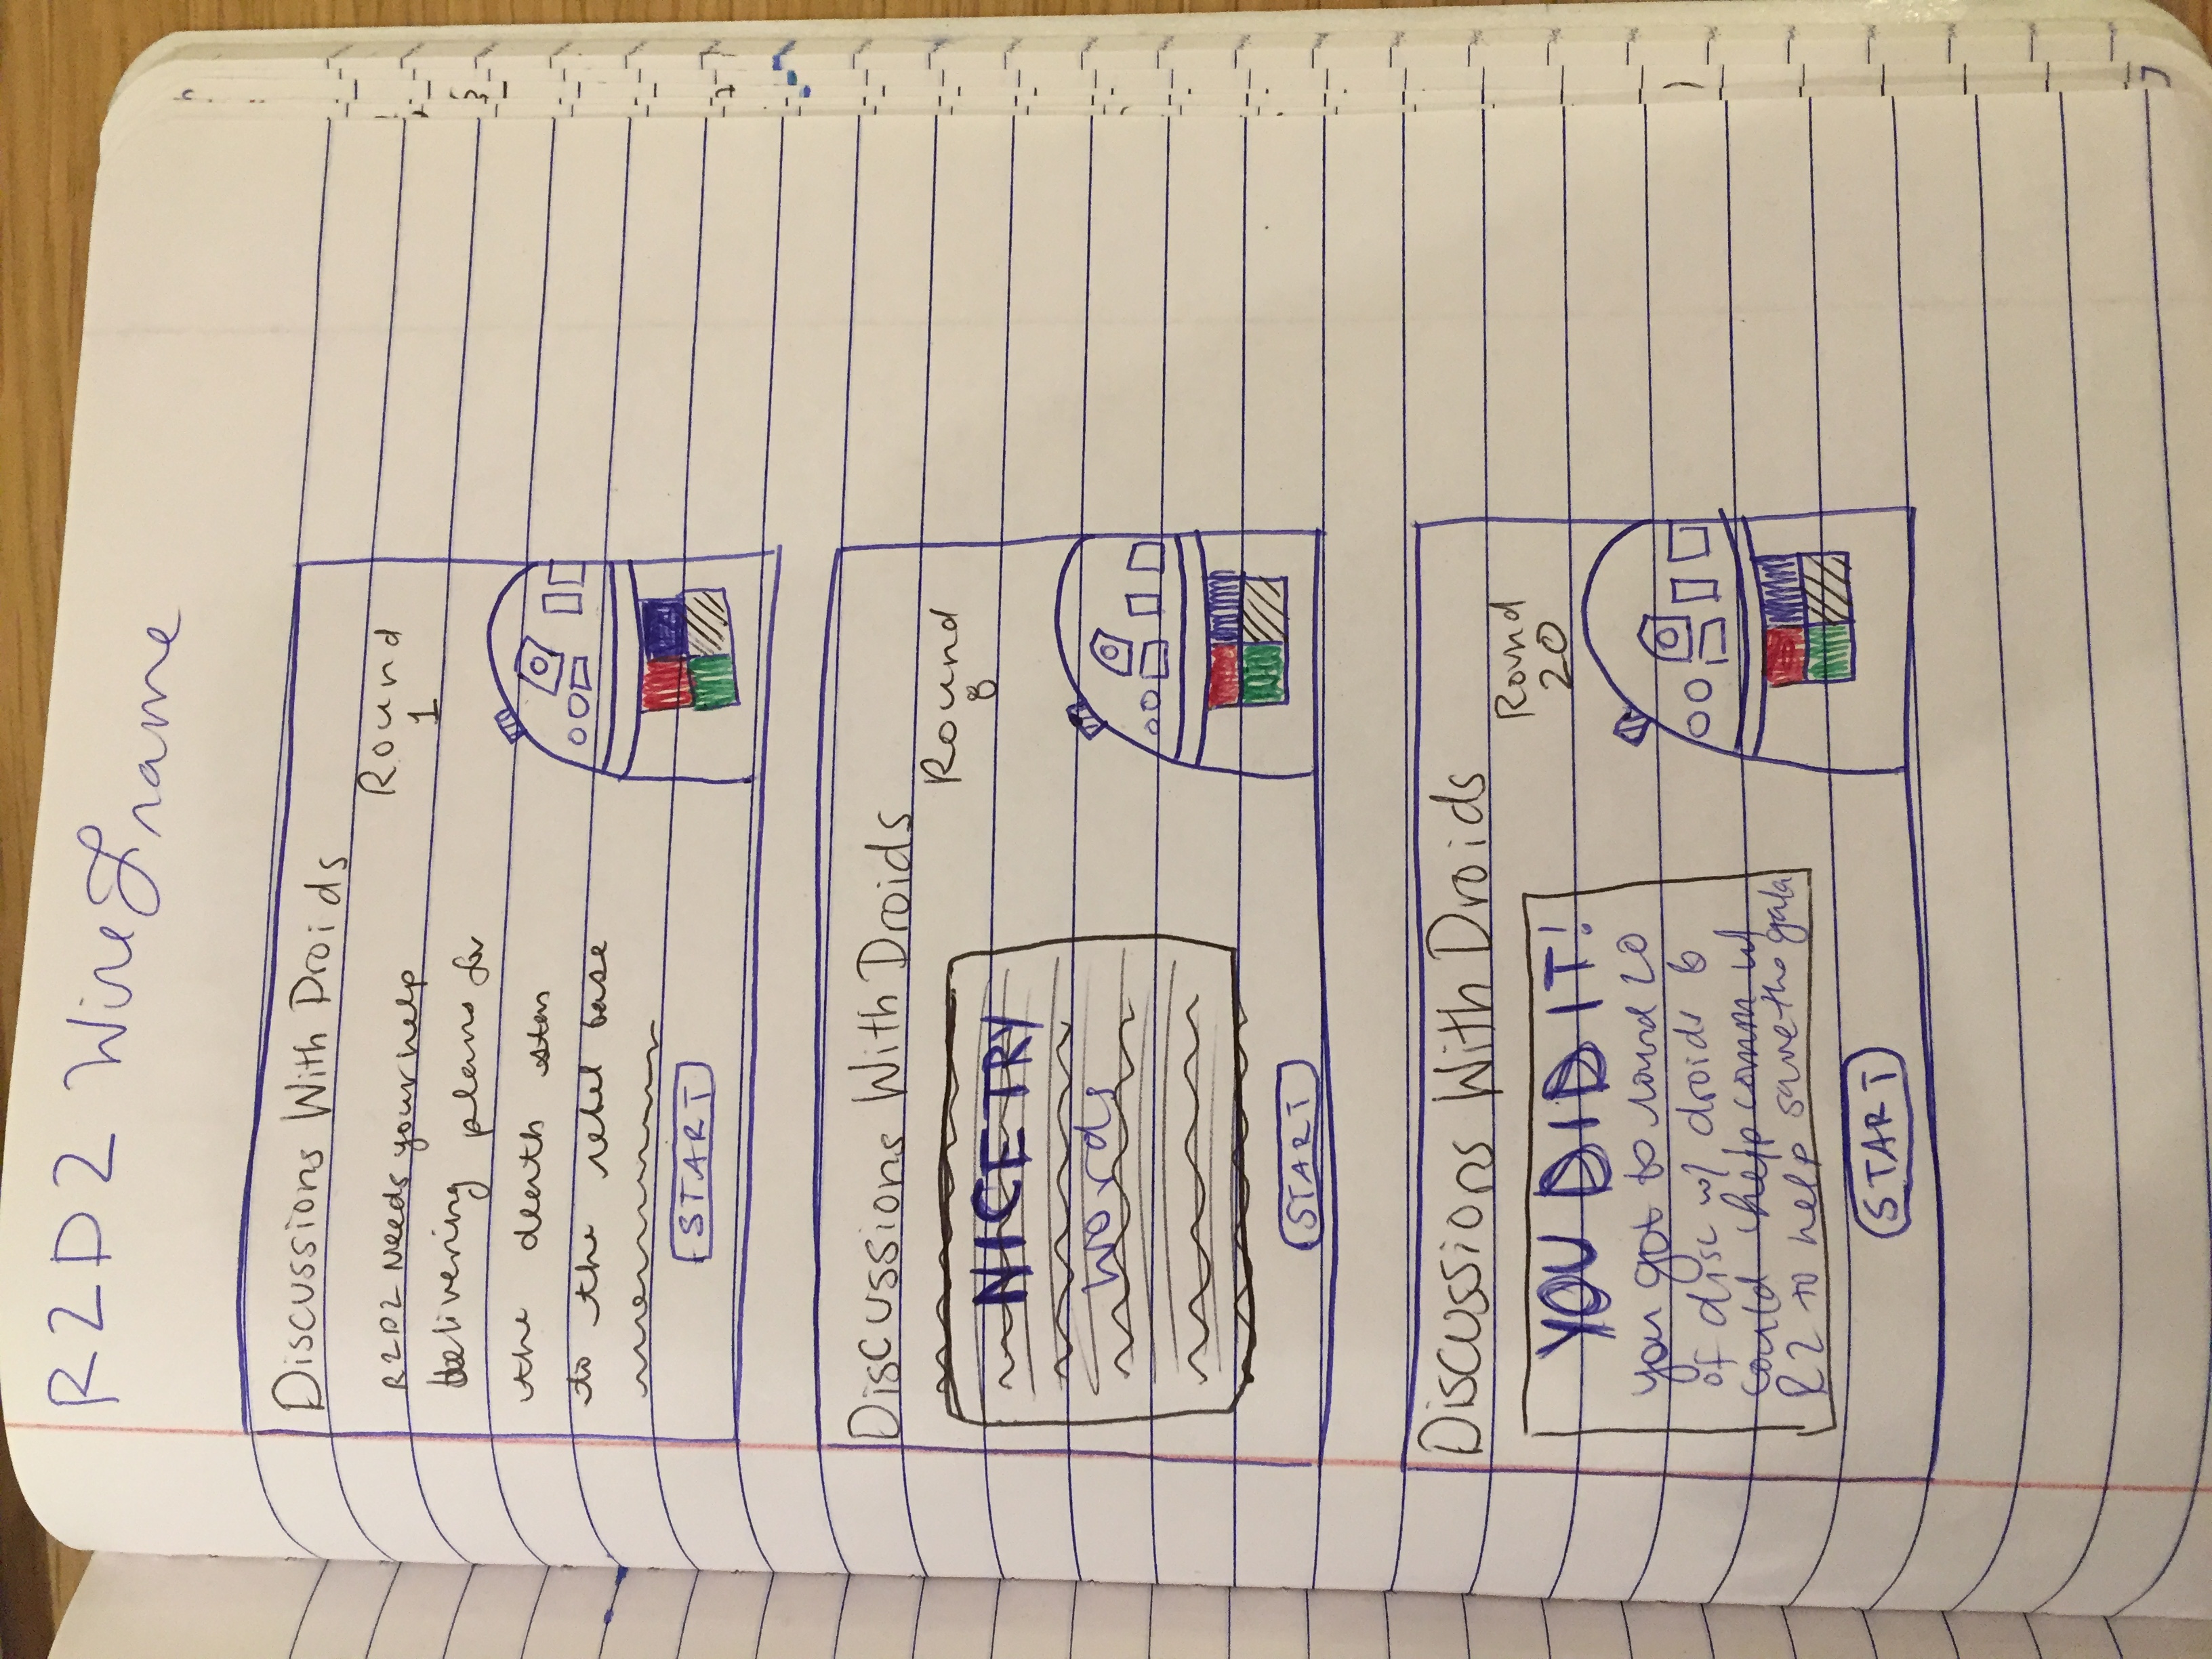 R2D2 Wire Frame
Discussions With Droids
Round
1
R2D2 Needs your help
delivering plans for
the death star
to the rebel base
START
Discussions With Droids
Round
8
NICE TRY
words
START
Discussions With Droids
Round
20
YOU DID IT!
you got to round 20
of disc w/ droids &
could help comm w/
R2 to help save the gala
START